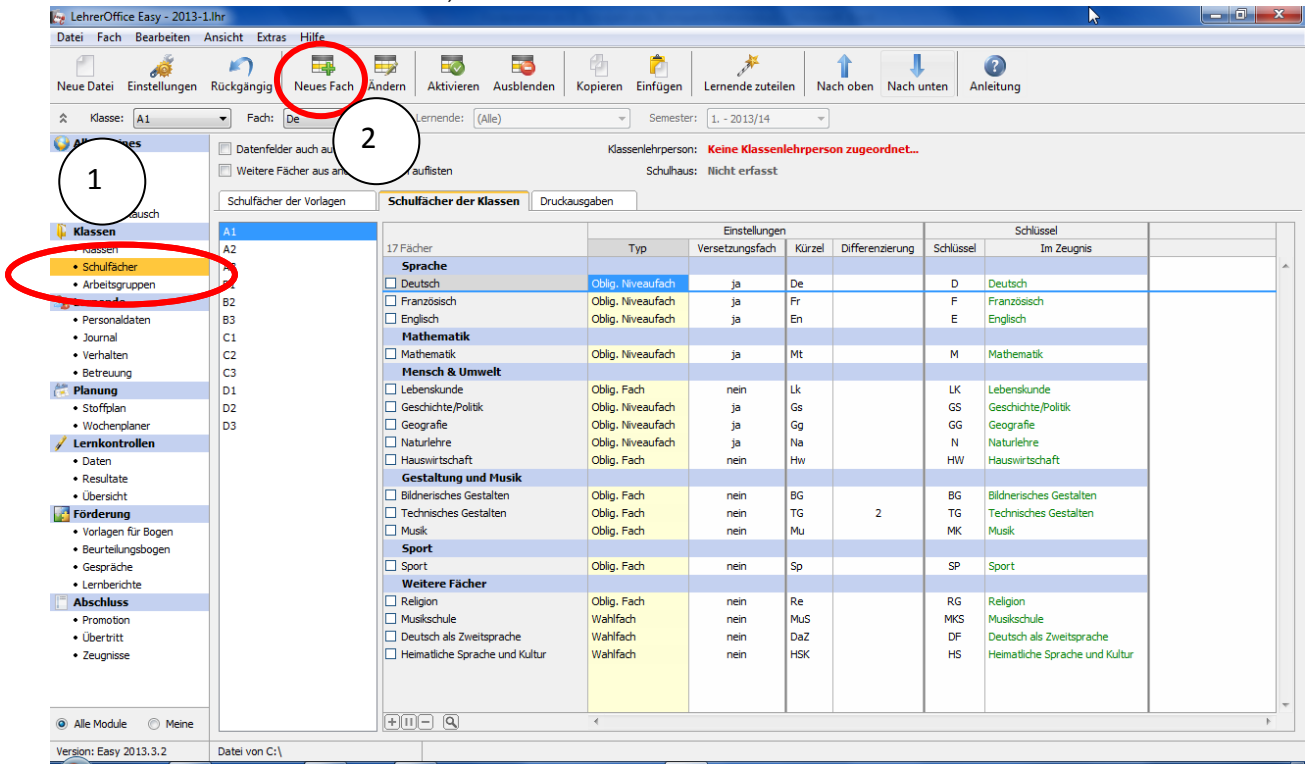 LehrerOffice Easy - 2013-1.lhr
Datei Fach Bearbeiten Ansicht Extras Hilfe
Neue Datei Einstellungen Rückgängig Neues Fach Ändern Aktivieren Ausblenden Kopieren Einfügen Lernende zuteilen Nach oben Nach unten Anleitung
Klasse: A1 Fach: De Lernende: (Alle) Semester: 1. - 2013/14
2
1
Datenfelder auch Klassenlehrperson: Keine Klassenlehrperson zugeordnet...
Weitere Fächer aus auflisten Schulhaus: Nicht erfasst
Schulfächer der Vorlagen Schulfächer der Klassen Druckausgaben
Klassen
• Klassen
• Schulfächer
• Arbeitsgruppen
• Personaldaten
• Journal
• Verhalten
• Betreuung
Planung
• Stoffplan
• Wochenplaner
Lernkontrollen
• Daten
• Resultate
• Übersicht
Förderung
• Vorlagen für Bogen
• Beurteilungsbogen
• Gespräche
• Lernberichte
Abschluss
• Promotion
• Übertritt
• Zeugnisse
Alle Module Meine
A1
A2
B2
B3
C1
C2
C3
D1
D2
D3
Einstellungen Schlüssel
17 Fächer Typ Versetzungsfach Kürzel Differenzierung Schlüssel Im Zeugnis
Sprache
Deutsch Oblig. Niveaufach ja De D Deutsch
Französisch Oblig. Niveaufach ja Fr F Französisch
Englisch Oblig. Niveaufach ja En E Englisch
Mathematik
Mathematik Oblig. Niveaufach ja Mt M Mathematik
Mensch & Umwelt
Lebenskunde Oblig. Fach nein Lk LK Lebenskunde
Geschichte/Politik Oblig. Niveaufach ja Gs GS Geschichte/Politik
Geografie Oblig. Niveaufach ja Gg GG Geografie
Naturlehre Oblig. Niveaufach ja Na N Naturlehre
Hauswirtschaft Oblig. Fach nein Hw HW Hauswirtschaft
Gestaltung und Musik
Bildnerisches Gestalten Oblig. Fach nein BG BG Bildnerisches Gestalten
Technisches Gestalten Oblig. Fach nein TG 2 TG Technisches Gestalten
Musik Oblig. Fach nein Mu MK Musik
Sport
Sport Oblig. Fach nein Sp SP Sport
Weitere Fächer
Religion Oblig. Fach nein Re RG Religion
Musikschule Wahlfach nein MuS MKS Musikschule
Deutsch als Zweitsprache Wahlfach nein DaZ DF Deutsch als Zweitsprache
Heimatliche Sprache und Kultur Wahlfach nein HSK HS Heimatliche Sprache und Kultur
Version: Easy 2013.3.2 Datei von C:\